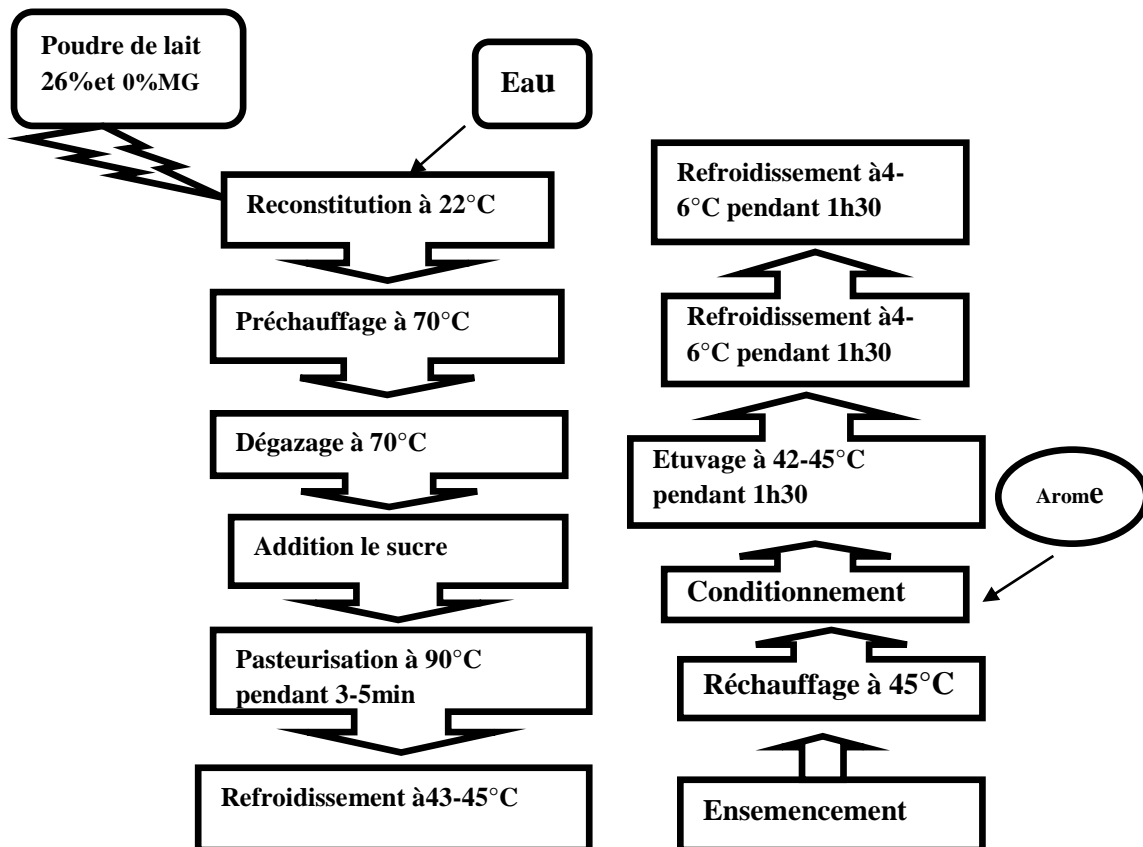 Poudre de lait
26%et 0%MG
Eau
Reconstitution à 22°C
Préchauffage à 70°C
Dégazage à 70°C
Addition le sucre
Pasteurisation à 90°C
pendant 3-5min
Refroidissement à43-45°C
Refroidissement à4-
6°C pendant 1h30
Refroidissement à4-
6°C pendant 1h30
Etuvage à 42-45°C
pendant 1h30
Arome
Conditionnement
Réchauffage à 45°C
Ensemencement